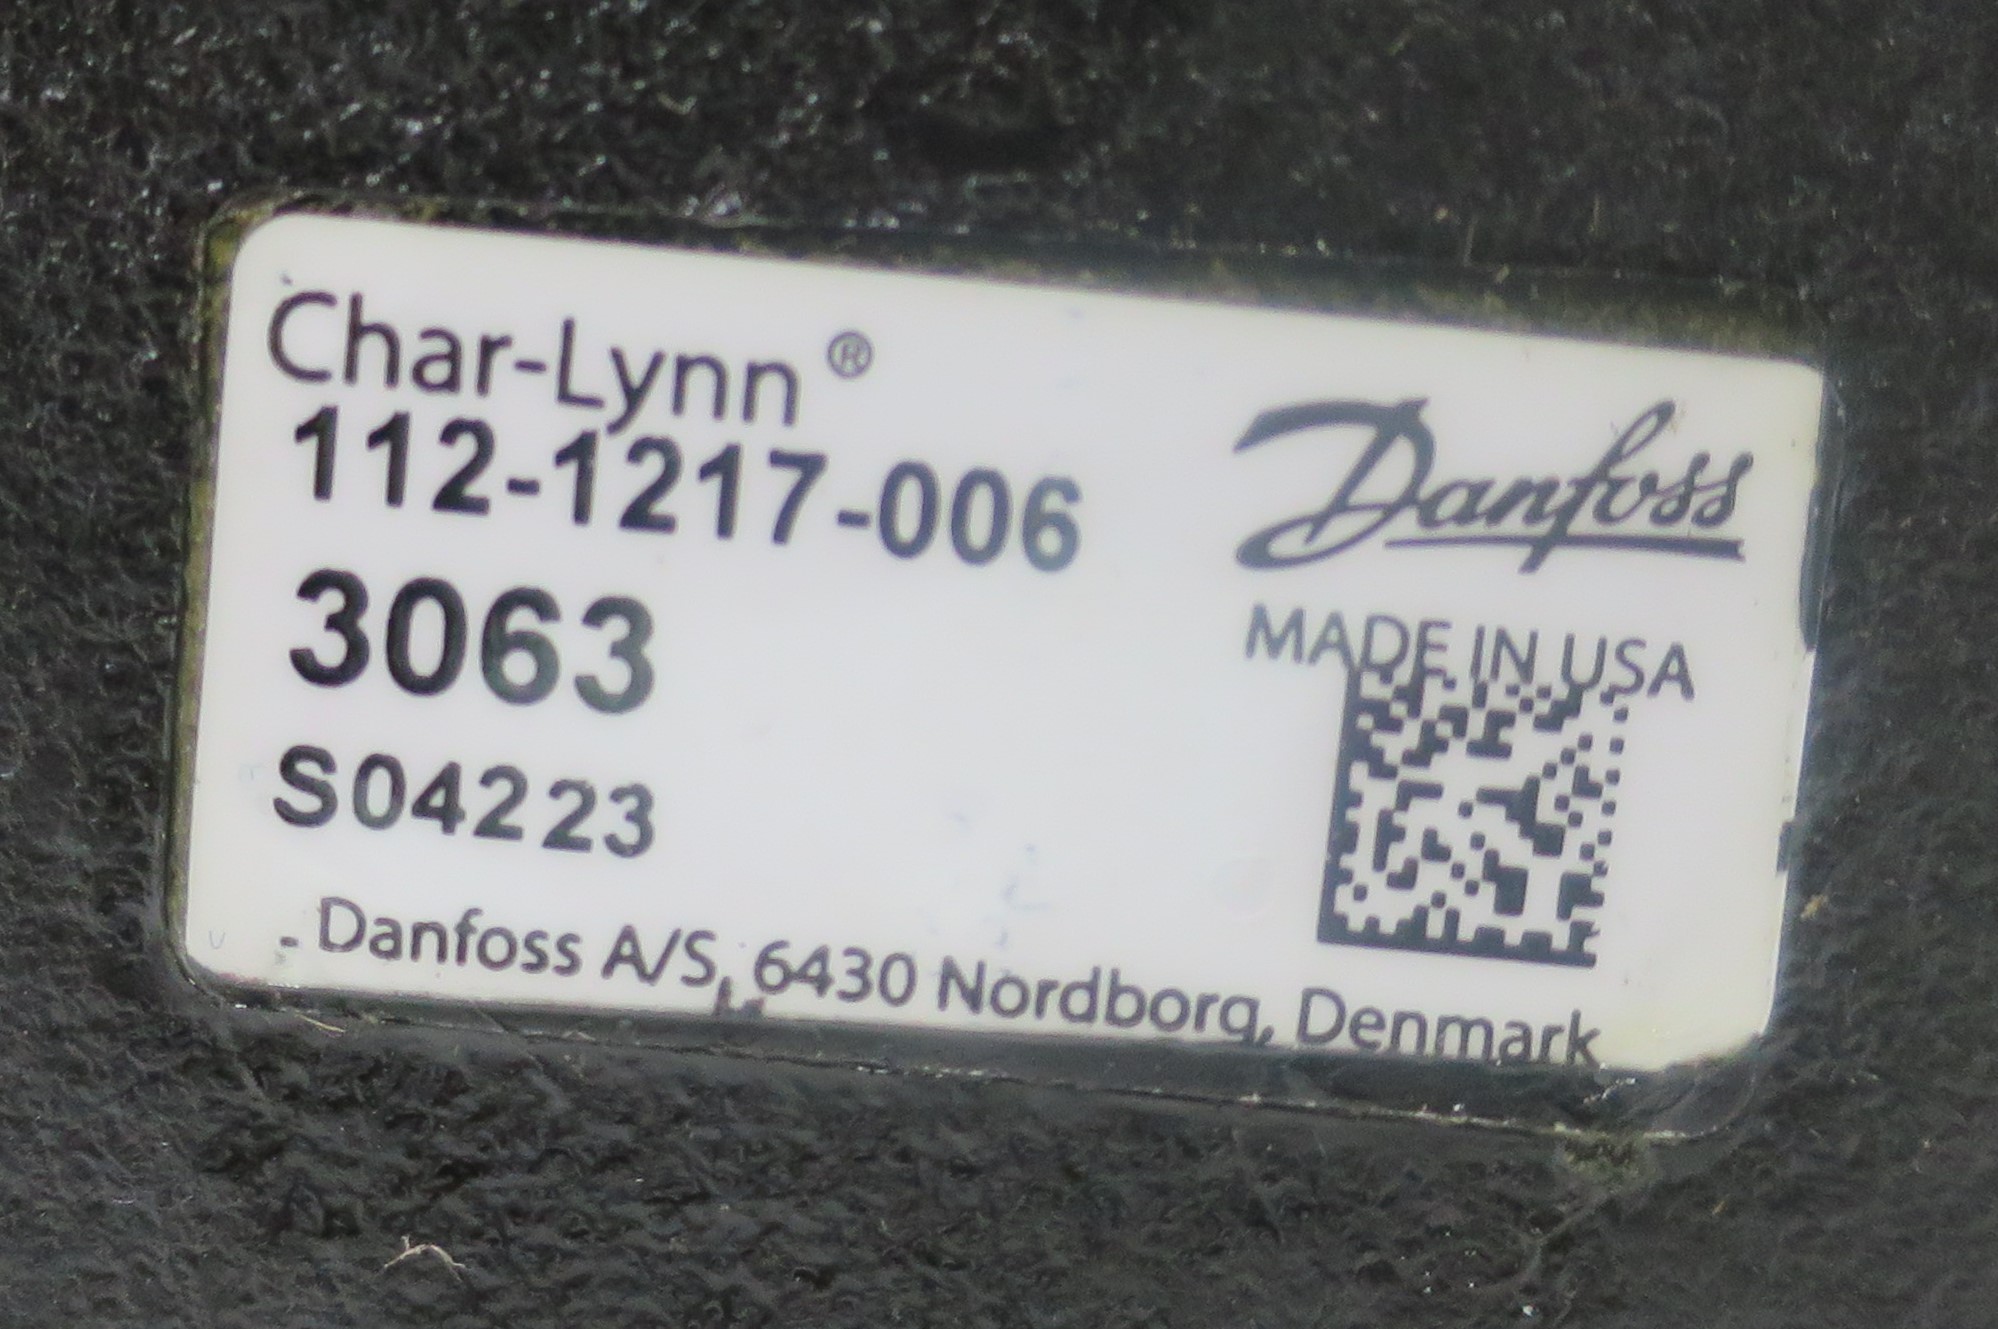 Char-Lynn®
112-1217-006
3063
S04223
Danfoss
MADE IN USA
Danfoss A/S, 6430 Nordborg, Denmark